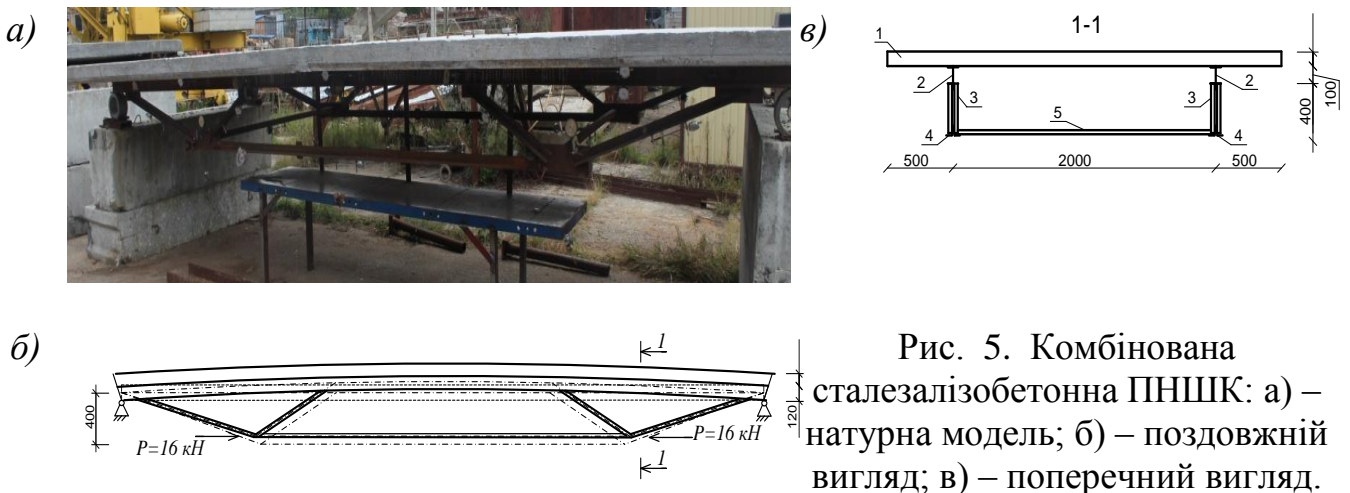 а)
в)
1-1
1
2
2
3
3
5
4
4
400
100
500
2000
500
б)
1
400
120
P=16 кН
P=16 кН
1
Рис. 5. Комбінована
сталезалізобетонна ПНШК: а) –
натурна модель; б) – поздовжній
вигляд; в) – поперечний вигляд.